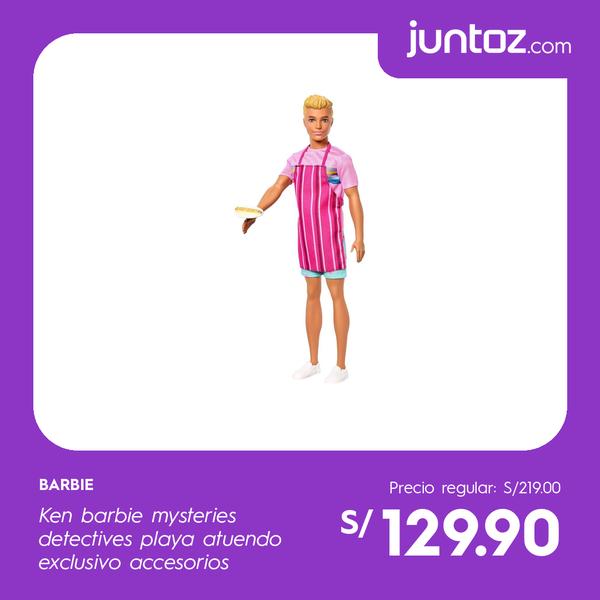 juntoz.com
BARBIE
Ken barbie mysteries
detectives playa atuendo
exclusivo accesorios
Precio regular: S/219.00
S/129.90